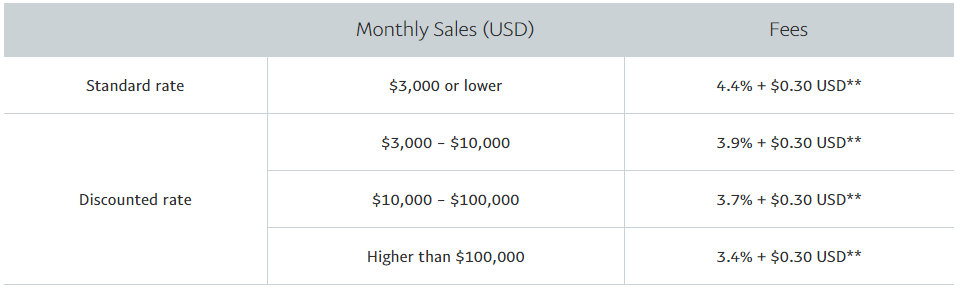 Monthly Sales (USD) Fees
Standard rate $3,000 or lower 4.4% + $0.30 USD**
$3,000 – $10,000 3.9% + $0.30 USD**
Discounted rate $10,000 – $100,000 3.7% + $0.30 USD**
Higher than $100,000 3.4% + $0.30 USD**